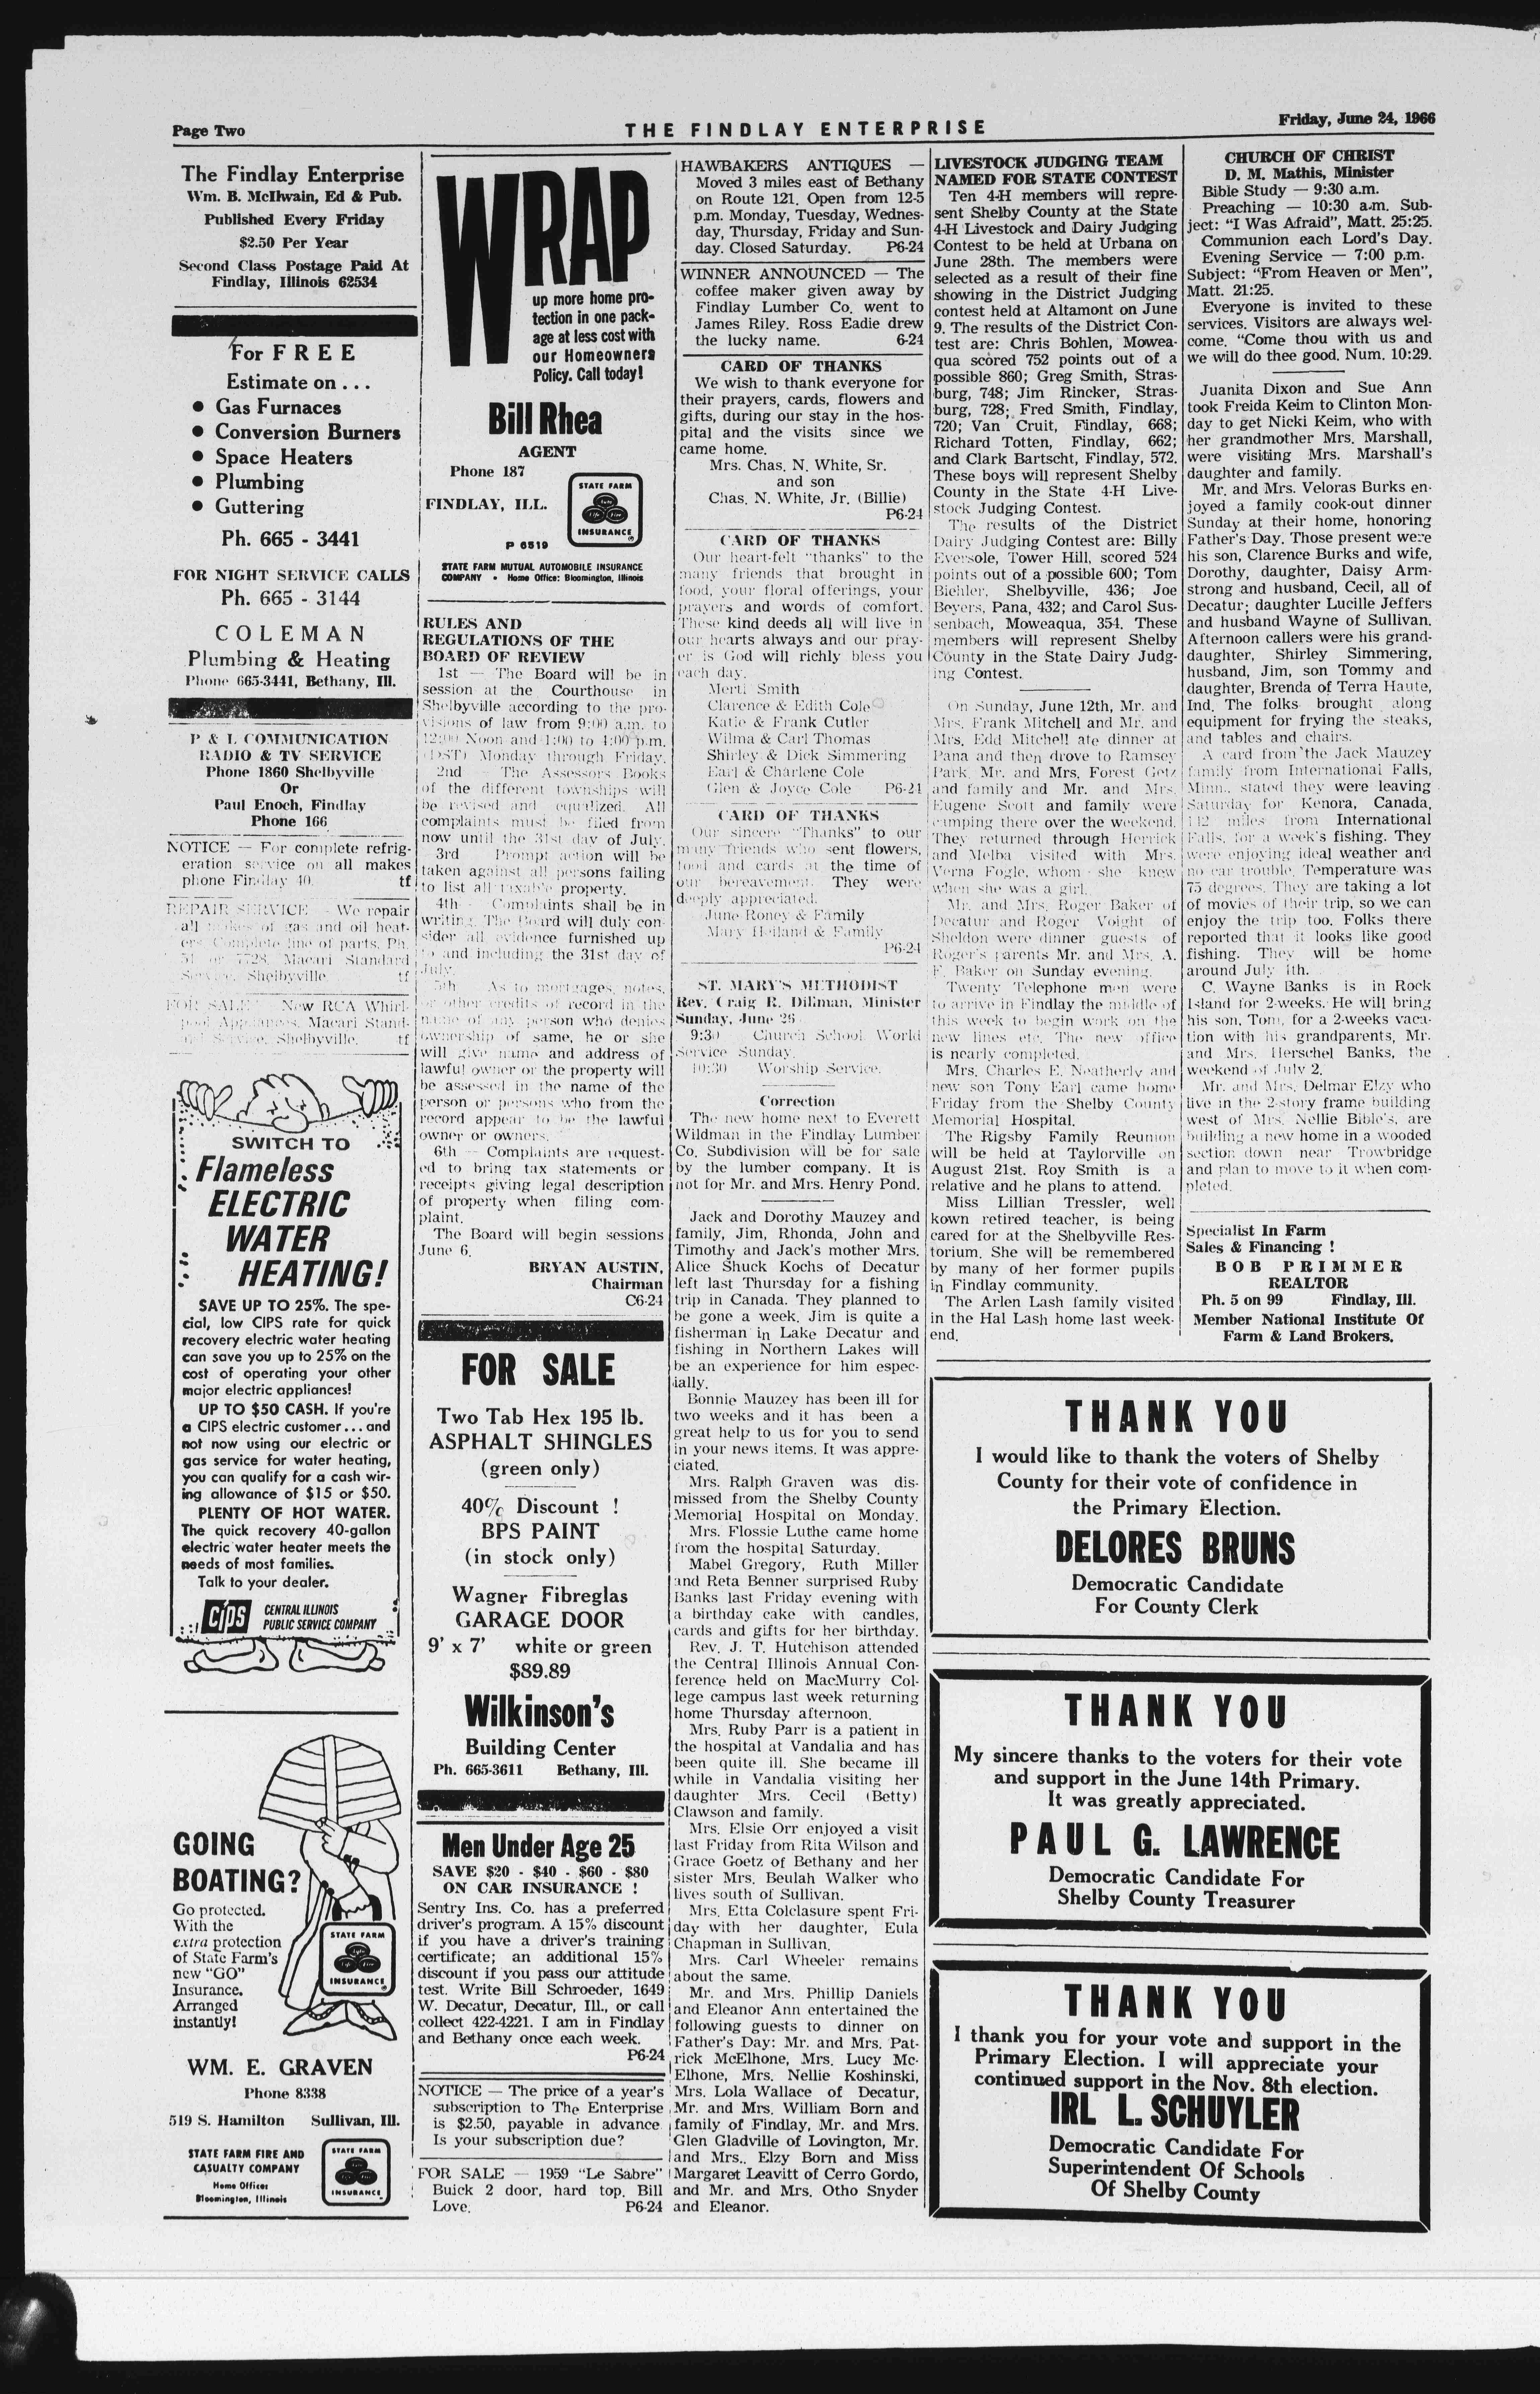 Page Two
THE FINDLAY ENTERPRISE
Friday, June 24, 1966
The Findlay Enterprise
Wm. B. McIlwain, Ed & Pub.
Published Every Friday
$2.50 Per Year
Second Class Postage Paid At
Findlay, Illinois 62534
For FREE
Estimate on . . .
● Gas Furnaces
● Conversion Burners
● Space Heaters
● Plumbing
● Guttering
Ph. 665 - 3441
FOR NIGHT SERVICE CALLS
Ph. 665 - 3144
COLEMAN
Plumbing & Heating
Phone 665-3441, Bethany, Ill.
P & L COMMUNICATION
RADIO & TV SERVICE
Phone 1860 Shelbyville
Or
Paul Enoch, Findlay
Phone 166
NOTICE — For complete refrig-
eration service on all makes
phone Findlay 40. tf
REPAIR SERVICE - We repair
all makes of gas and oil heat-
ers. Complete line of parts. Ph.
51 or 7728. Macari Standard
Service, Shelbyville tf
FOR SALE New RCA Whirl-
pool Appliances, Macari Stand-
ard Service, Shelbyville. tf
SWITCH TO
Flameless
ELECTRIC
WATER
HEATING!
SAVE UP TO 25%. The spe-
cial, low CIPS rate for quick
recovery electric water heating
can save you up to 25% on the
cost of operating your other
major electric appliances!
UP TO $50 CASH. If you're
a CIPS electric customer . . . and
not now using our electric or
gas service for water heating,
you can qualify for a cash wir-
ing allowance of $15 or $50.
PLENTY OF HOT WATER.
The quick recovery 40-gallon
electric water heater meets the
needs of most families.
Talk to your dealer.
CIPS
CENTRAL ILLINOIS
PUBLIC SERVICE COMPANY
GOING
BOATING?
Go protected.
With the
extra protection
of State Farm's
new "GO"
Insurance.
Arranged
instantly!
STATE FARM
INSURANCE
WM. E. GRAVEN
Phone 8338
519 S. Hamilton Sullivan, Ill.
STATE FARM FIRE AND
CASUALTY COMPANY
Home Office:
Bloomington, Illinois
STATE FARM
INSURANCE
WRAP
up more home pro-
tection in one pack-
age at less cost with
our Homeowners
Policy. Call today!
Bill Rhea
AGENT
Phone 187
FINDLAY, ILL.
STATE FARM
INSURANCE
P 6519
STATE FARM MUTUAL AUTOMOBILE INSURANCE
COMPANY • Home Office: Bloomington, Illinois
RULES AND
REGULATIONS OF THE
BOARD OF REVIEW
1st — The Board will be in
session at the Courthouse in
Shelbyville according to the pro-
visions of law from 9:00 a.m. to
12:00 Noon and 1:00 to 4:00 p.m.
(DST) Monday through Friday.
2nd The Assessors Books
of the different townships will
be revised and equalized. All
complaints must be filed from
now until the 31st day of July.
3rd Prompt action will be
taken against all persons failing
to list all taxable property.
4th - Complaints shall be in
writing. The Board will duly con-
sider all evidence furnished up
to and including the 31st day of
July.
5th As to mortgages, notes,
or other credits of record in the
name of any person who denies
ownership of same, he or she
will give name and address of
lawful owner or the property will
be assessed in the name of the
person or persons who from the
record appear to be the lawful
owner or owners.
6th — Complaints are request-
ed to bring tax statements or
receipts giving legal description
of property when filing com-
plaint.
The Board will begin sessions
June 6.
BRYAN AUSTIN,
Chairman
C6-24
FOR SALE
Two Tab Hex 195 lb.
ASPHALT SHINGLES
(green only)
40% Discount !
BPS PAINT
(in stock only)
Wagner Fibreglas
GARAGE DOOR
9' x 7' white or green
$89.89
Wilkinson's
Building Center
Ph. 665-3611 Bethany, Ill.
Men Under Age 25
SAVE $20 - $40 - $60 - $80
ON CAR INSURANCE !
Sentry Ins. Co. has a preferred
driver's program. A 15% discount
if you have a driver's training
certificate; an additional 15%
discount if you pass our attitude
test. Write Bill Schroeder, 1649
W. Decatur, Decatur, Ill., or call
collect 422-4221. I am in Findlay
and Bethany once each week.
P6-24
NOTICE — The price of a year's
subscription to The Enterprise
is $2.50, payable in advance
Is your subscription due?
FOR SALE — 1959 "Le Sabre"
Buick 2 door, hard top. Bill
Love. P6-24
HAWBAKERS ANTIQUES —
Moved 3 miles east of Bethany
on Route 121. Open from 12-5
p.m. Monday, Tuesday, Wednes-
day, Thursday, Friday and Sun-
day. Closed Saturday. P6-24
WINNER ANNOUNCED — The
coffee maker given away by
Findlay Lumber Co. went to
James Riley. Ross Eadie drew
the lucky name. 6-24
CARD OF THANKS
We wish to thank everyone for
their prayers, cards, flowers and
gifts, during our stay in the hos-
pital and the visits since we
came home.
Mrs. Chas. N. White, Sr.
and son
Chas. N. White, Jr. (Billie)
P6-24
CARD OF THANKS
Our heart-felt "thanks" to the
many friends that brought in
food, your floral offerings, your
prayers and words of comfort.
These kind deeds all will live in
our hearts always and our pray-
er is God will richly bless you
each day.
Merti Smith
Clarence & Edith Cole
Katie & Frank Cutler
Wilma & Carl Thomas
Shirley & Dick Simmering
Earl & Charlene Cole
Glen & Joyce Cole P6-24
CARD OF THANKS
Our sincere "Thanks" to our
many friends who sent flowers,
food and cards at the time of
our bereavement. They were
deeply appreciated.
June Roney & Family
Mary Heiland & Family
P6-24
ST. MARY'S METHODIST
Rev. Craig R. Dillman, Minister
Sunday, June 26
9:30 Church School World
Service Sunday.
10:30 Worship Service.
Correction
The new home next to Everett
Wildman in the Findlay Lumber
Co. Subdivision will be for sale
by the lumber company. It is
not for Mr. and Mrs. Henry Pond.
Jack and Dorothy Mauzey and
family, Jim, Rhonda, John and
Timothy and Jack's mother Mrs.
Alice Shuck Kochs of Decatur
left last Thursday for a fishing
trip in Canada. They planned to
be gone a week. Jim is quite a
fisherman in Lake Decatur and
fishing in Northern Lakes will
be an experience for him espec-
ially.
Bonnie Mauzey has been ill for
two weeks and it has been a
great help to us for you to send
in your news items. It was appre-
ciated.
Mrs. Ralph Graven was dis-
missed from the Shelby County
Memorial Hospital on Monday.
Mrs. Flossie Luthe came home
from the hospital Saturday.
Mabel Gregory, Ruth Miller
and Reta Benner surprised Ruby
Banks last Friday evening with
a birthday cake with candles,
cards and gifts for her birthday.
Rev. J. T. Hutchison attended
the Central Illinois Annual Con-
ference held on MacMurry Col-
lege campus last week returning
home Thursday afternoon.
Mrs. Ruby Parr is a patient in
the hospital at Vandalia and has
been quite ill. She became ill
while in Vandalia visiting her
daughter Mrs. Cecil (Betty)
Clawson and family.
Mrs. Elsie Orr enjoyed a visit
last Friday from Rita Wilson and
Grace Goetz of Bethany and her
sister Mrs. Beulah Walker who
lives south of Sullivan.
Mrs. Etta Colclasure spent Fri-
day with her daughter, Eula
Chapman in Sullivan.
Mrs. Carl Wheeler remains
about the same.
Mr. and Mrs. Phillip Daniels
and Eleanor Ann entertained the
following guests to dinner on
Father's Day: Mr. and Mrs. Pat-
rick McElhone, Mrs. Lucy Mc-
Elhone, Mrs. Nellie Koshinski,
Mrs. Lola Wallace of Decatur,
Mr. and Mrs. William Born and
family of Findlay, Mr. and Mrs.
Glen Gladville of Lovington, Mr.
and Mrs.. Elzy Born and Miss
Margaret Leavitt of Cerro Gordo,
and Mr. and Mrs. Otho Snyder
and Eleanor.
LIVESTOCK JUDGING TEAM
NAMED FOR STATE CONTEST
Ten 4-H members will repre-
sent Shelby County at the State
4-H Livestock and Dairy Judging
Contest to be held at Urbana on
June 28th. The members were
selected as a result of their fine
showing in the District Judging
contest held at Altamont on June
9. The results of the District Con-
test are: Chris Bohlen, Mowea-
qua scored 752 points out of a
possible 860; Greg Smith, Stras-
burg, 748; Jim Rincker, Stras-
burg, 728; Fred Smith, Findlay,
720; Van Cruit, Findlay, 668;
Richard Totten, Findlay, 662;
and Clark Bartscht, Findlay, 572.
These boys will represent Shelby
County in the State 4-H Live-
stock Judging Contest.
The results of the District
Dairy Judging Contest are: Billy
Eversole, Tower Hill, scored 524
points out of a possible 600; Tom
Biehler, Shelbyville, 436; Joe
Beyers, Pana, 432; and Carol Sus-
senbach, Moweaqua, 354. These
members will represent Shelby
County in the State Dairy Judg-
ing Contest.
On Sunday, June 12th, Mr. and
Mrs. Frank Mitchell and Mr. and
Mrs. Edd Mitchell ate dinner at
Pana and then drove to Ramsey
Park. Mr. and Mrs. Forest Getz
and family and Mr. and Mrs.
Eugene Scott and family were
camping there over the weekend.
They returned through Herrick
and Melba visited with Mrs.
Verna Fogle, whom she knew
when she was a girl.
Mr. and Mrs. Roger Baker of
Decatur and Roger Voight of
Sheldon were dinner guests of
Roger's parents Mr. and Mrs. A.
F. Baker on Sunday evening.
Twenty Telephone men were
to arrive in Findlay the middle of
this week to begin work on the
new lines etc. The new office
is nearly completed.
Mrs. Charles E. Neatherly and
new son Tony Earl came home
Friday from the Shelby County
Memorial Hospital.
The Rigsby Family Reunion
will be held at Taylorville on
August 21st. Roy Smith is a
relative and he plans to attend.
Miss Lillian Tressler, well
kown retired teacher, is being
cared for at the Shelbyville Res-
torium. She will be remembered
by many of her former pupils
in Findlay community.
The Arlen Lash family visited
in the Hal Lash home last week-
end.
CHURCH OF CHRIST
D. M. Mathis, Minister
Bible Study — 9:30 a.m.
Preaching — 10:30 a.m. Sub-
ject: "I Was Afraid", Matt. 25:25.
Communion each Lord's Day.
Evening Service — 7:00 p.m.
Subject: "From Heaven or Men",
Matt. 21:25.
Everyone is invited to these
services. Visitors are always wel-
come. "Come thou with us and
we will do thee good. Num. 10:29.
Juanita Dixon and Sue Ann
took Freida Keim to Clinton Mon-
day to get Nicki Keim, who with
her grandmother Mrs. Marshall,
were visiting Mrs. Marshall's
daughter and family.
Mr. and Mrs. Veloras Burks en-
joyed a family cook-out dinner
Sunday at their home, honoring
Father's Day. Those present were
his son, Clarence Burks and wife,
Dorothy, daughter, Daisy Arm-
strong and husband, Cecil, all of
Decatur; daughter Lucille Jeffers
and husband Wayne of Sullivan.
Afternoon callers were his grand-
daughter, Shirley Simmering,
husband, Jim, son Tommy and
daughter, Brenda of Terra Haute,
Ind. The folks brought along
equipment for frying the steaks,
and tables and chairs.
A card from the Jack Mauzey
family from International Falls,
Minn., stated they were leaving
Saturday for Kenora, Canada,
142 miles from International
Falls, for a week's fishing. They
were enjoying ideal weather and
no car trouble. Temperature was
75 degrees. They are taking a lot
of movies of their trip, so we can
enjoy the trip too. Folks there
reported that it looks like good
fishing. They will be home
around July 4th.
C. Wayne Banks is in Rock
Island for 2-weeks. He will bring
his son, Tom, for a 2-weeks vaca-
tion with his grandparents, Mr.
and Mrs. Herschel Banks, the
weekend of July 2.
Mr. and Mrs. Delmar Elzy who
live in the 2-story frame building
west of Mrs. Nellie Bible's, are
building a new home in a wooded
section down near Trowbridge
and plan to move to it when com-
pleted.
Specialist In Farm
Sales & Financing !
BOB PRIMMER
REALTOR
Ph. 5 on 99 Findlay, Ill.
Member National Institute Of
Farm & Land Brokers.
THANK YOU
I would like to thank the voters of Shelby
County for their vote of confidence in
the Primary Election.
DELORES BRUNS
Democratic Candidate
For County Clerk
THANK YOU
My sincere thanks to the voters for their vote
and support in the June 14th Primary.
It was greatly appreciated.
PAUL G. LAWRENCE
Democratic Candidate For
Shelby County Treasurer
THANK YOU
I thank you for your vote and support in the
Primary Election. I will appreciate your
continued support in the Nov. 8th election.
IRL L. SCHUYLER
Democratic Candidate For
Superintendent Of Schools
Of Shelby County